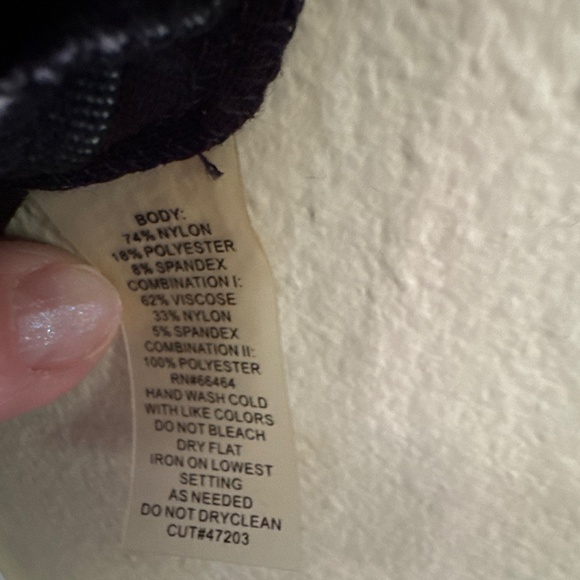 BODY:
74% NYLON
18% POLYESTER
8% SPANDEX
COMBINATION I:
62% VISCOSE
33% NYLON
5% SPANDEX
COMBINATION II:
100% POLYESTER
RN#66464
HAND WASH COLD
WITH LIKE COLORS
DO NOT BLEACH
DRY FLAT
IRON ON LOWEST
SETTING
AS NEEDED
DO NOT DRYCLEAN
CUT#47203